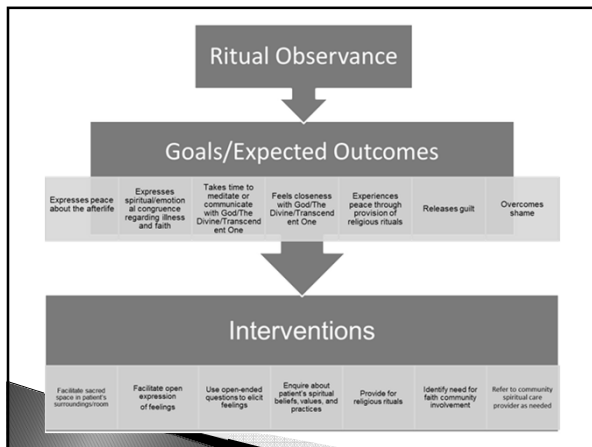 Ritual Observance
Goals/Expected Outcomes
Expresses peace
about the afterlife
Expresses
spiritual/emotion
al congruence
regarding illness
and faith
Takes time to
meditate or
communicate
with God/The
Divine/Transcend
ent One
Feels closeness
with God/The
Divine/Transcend
ent One
Experiences
peace through
provision of
religious rituals
Releases guilt
Overcomes
shame
Interventions
Facilitate sacred
space in patient's
surroundings/room
Facilitate open
expression
of feelings
Use open-ended
questions to elicit
feelings
Enquire about
patient's spiritual
beliefs, values, and
practices
Provide for
religious rituals
Identify need for
faith community
involvement
Refer to community
spiritual care
provider as needed